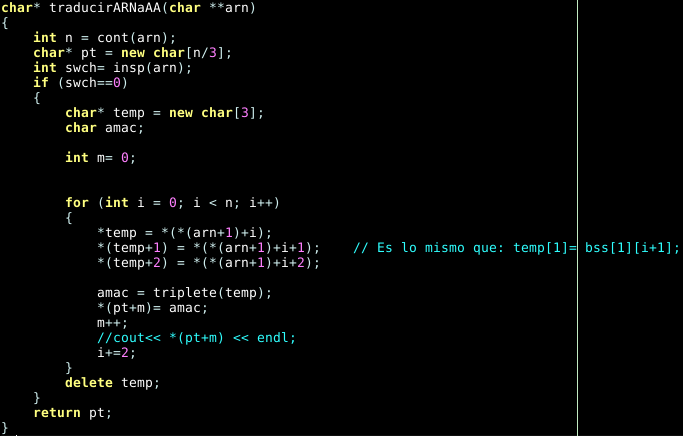 char* traducirARNaAA(char **arn)
{
    int n = cont(arn);
    char* pt = new char[n/3];
    int swch= insp(arn);
    if (swch==0)
    {
        char* temp = new char[3];
        char amac;

        int m= 0;


        for (int i = 0; i < n; i++)
        {
            *temp = *(*(arn+1)+i);
            *(temp+1) = *(*(arn+1)+i+1);    // Es lo mismo que: temp[1]= bss[1][i+1];
            *(temp+2) = *(*(arn+1)+i+2);

            amac = triplete(temp);
            *(pt+m)= amac;
            m++;
            //cout<< *(pt+m) << endl;
            i+=2;
        }
        delete temp;
    }
    return pt;
}